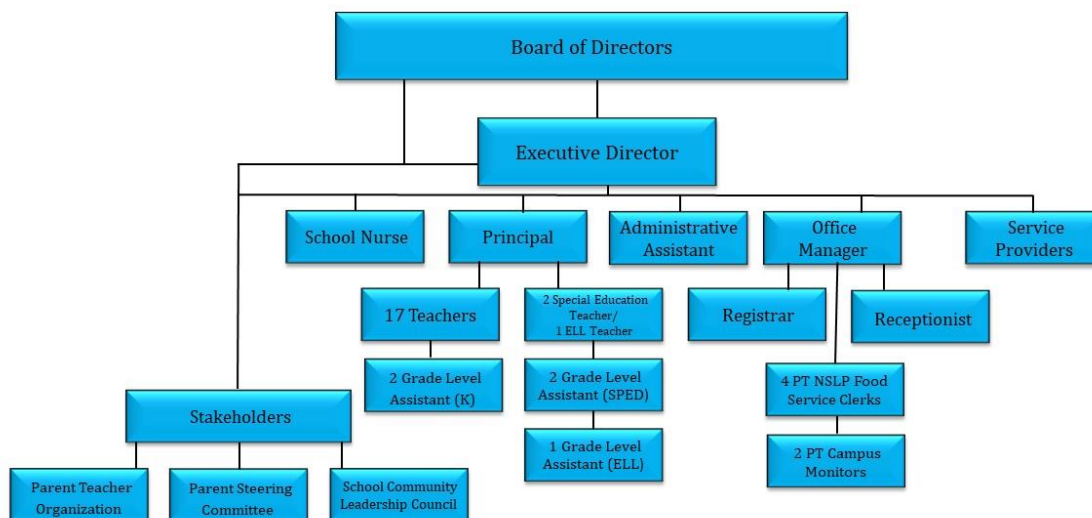 Board of Directors
Executive Director
School Nurse
Principal
Administrative
Assistant
Office
Manager
Service
Providers
17 Teachers
2 Special Education
Teacher/
1 ELL Teacher
Registrar
Receptionist
2 Grade Level
Assistant (K)
2 Grade Level
Assistant (SPED)
4 PT NSLP Food
Service Clerks
Stakeholders
1 Grade Level
Assistant (ELL)
2 PT Campus
Monitors
Parent Teacher
Organization
Parent Steering
Committee
School Community
Leadership Council